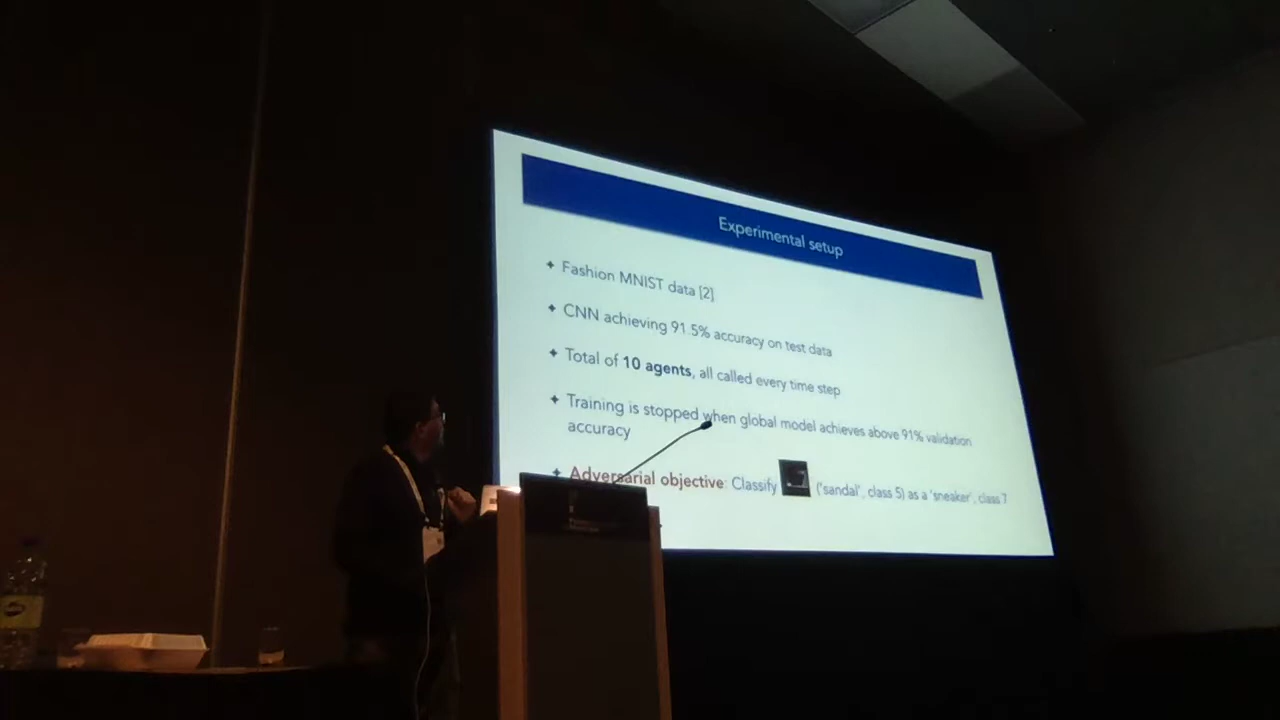 Experimental setup
✦ Fashion MNIST data [2]
✦ CNN achieving 91.5% accuracy on test data
✦ Total of 10 agents, all called every time step
✦ Training is stopped when global model achieves above 91% validation
accuracy
✦ Adversarial objective: Classify ('sandal', class 5) as a 'sneaker', class 7